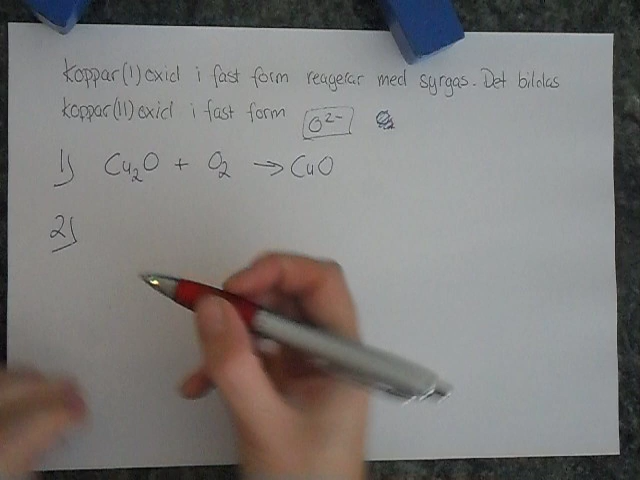 Koppar(I)oxid i fast form reagerar med syrgas. Det bildas
koppar(II)oxid i fast form O²⁻
1) Cu₂O + O₂ → CuO
2)